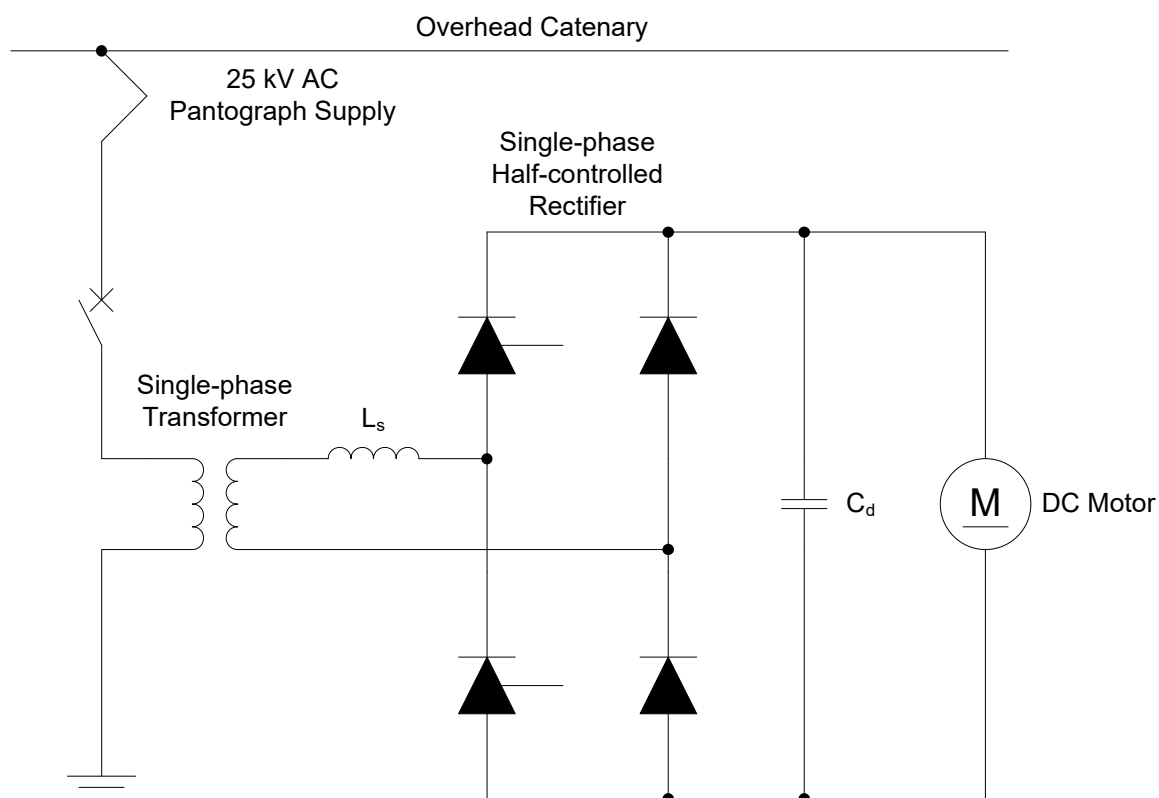 Overhead Catenary
25 kV AC
Pantograph Supply
Single-phase
Half-controlled
Rectifier
Single-phase
Transformer
Ls
Cd
M
DC Motor